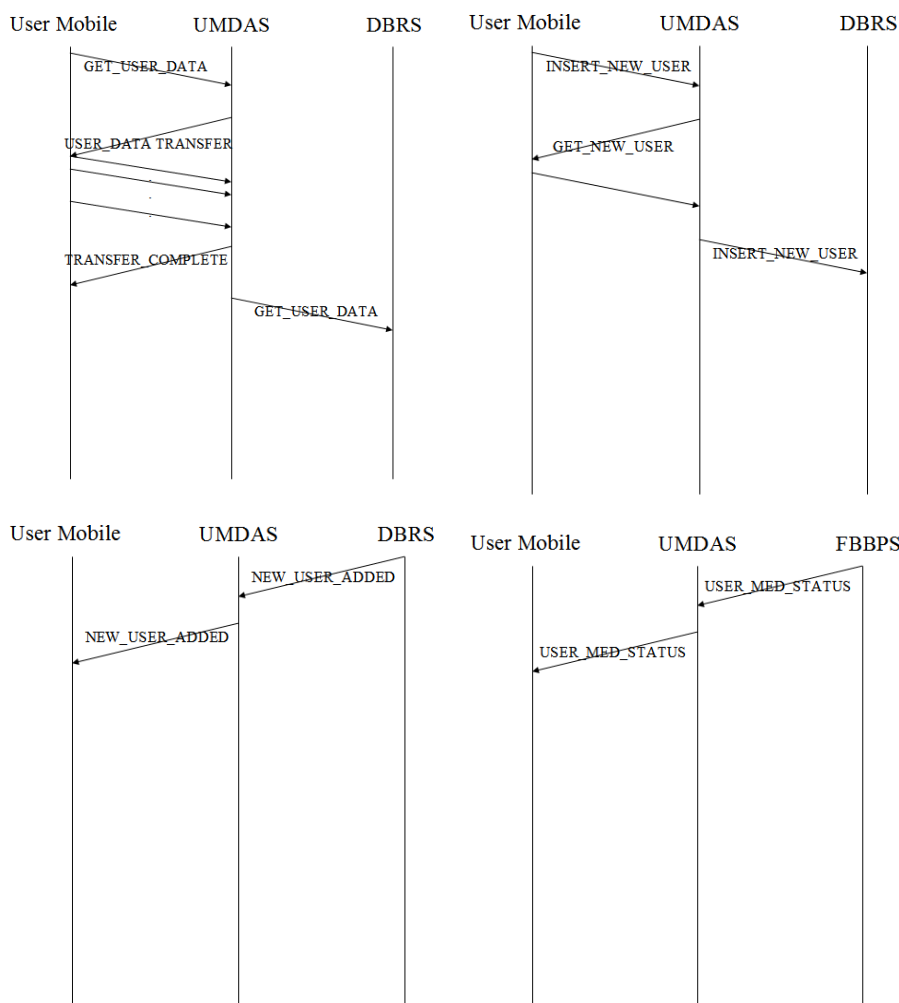 User Mobile UMDAS DBRS
GET_USER_DATA
USER_DATA TRANSFER
.
.
TRANSFER_COMPLETE
GET_USER_DATA
User Mobile UMDAS DBRS
INSERT_NEW_USER
GET_NEW_USER
INSERT_NEW_USER
User Mobile UMDAS DBRS
NEW_USER_ADDED
NEW_USER_ADDED
User Mobile UMDAS FBBPS
USER_MED_STATUS
USER_MED_STATUS